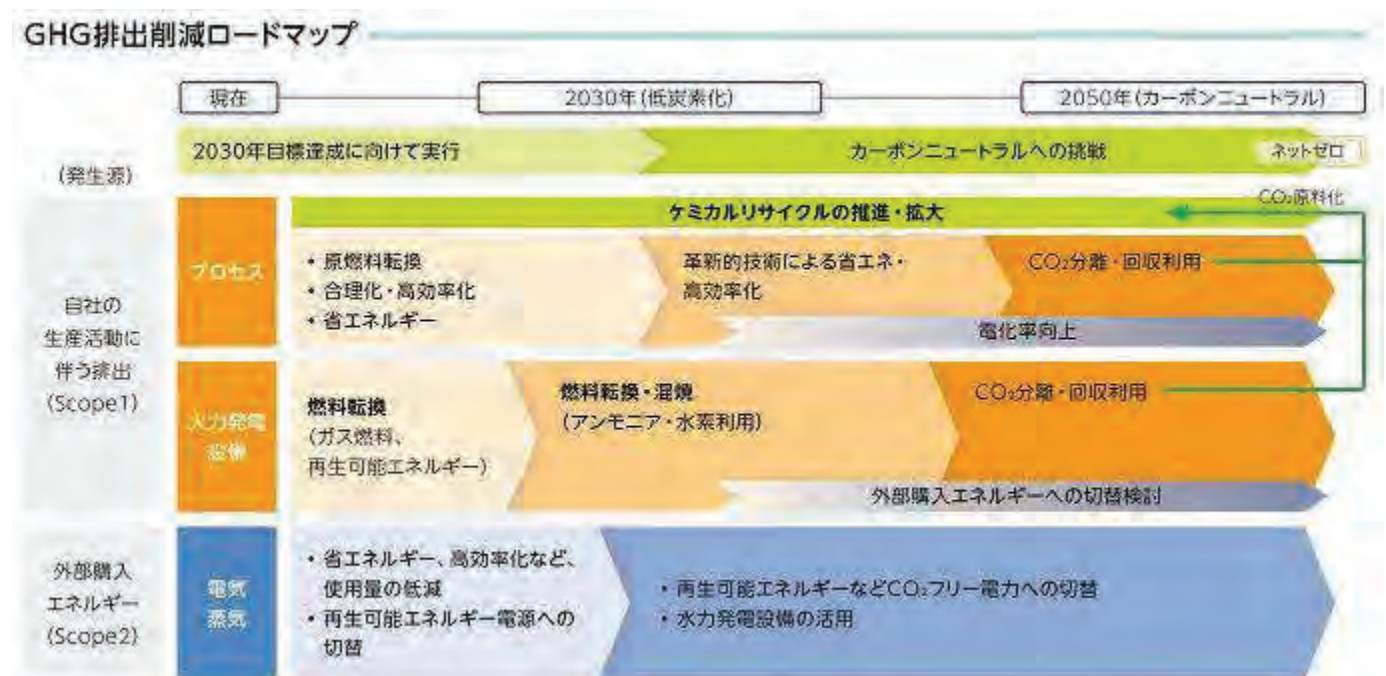 GHG排出削減ロードマップ
現在
2030年(低炭素化)
2050年(カーボンニュートラル)
(発生源)
2030年目標達成に向けて実行
カーボンニュートラルへの挑戦
ネットゼロ
自社の
生産活動に
伴う排出
(Scope1)
プロセス
ケミカルリサイクルの推進・拡大
CO₂原料化
・原燃料転換
・合理化・高効率化
・省エネルギー
革新的技術による省エネ・
高効率化
CO₂分離・回収利用
電化率向上
火力発電
設備
燃料転換
(ガス燃料、
再生可能エネルギー)
燃料転換・混焼
(アンモニア・水素利用)
CO₂分離・回収利用
外部購入エネルギーへの切替検討
外部購入
エネルギー
(Scope2)
電気
蒸気
・省エネルギー、高効率化など、
使用量の低減
・再生可能エネルギー電源への
切替
・再生可能エネルギーなどCO₂フリー電力への切替
・水力発電設備の活用